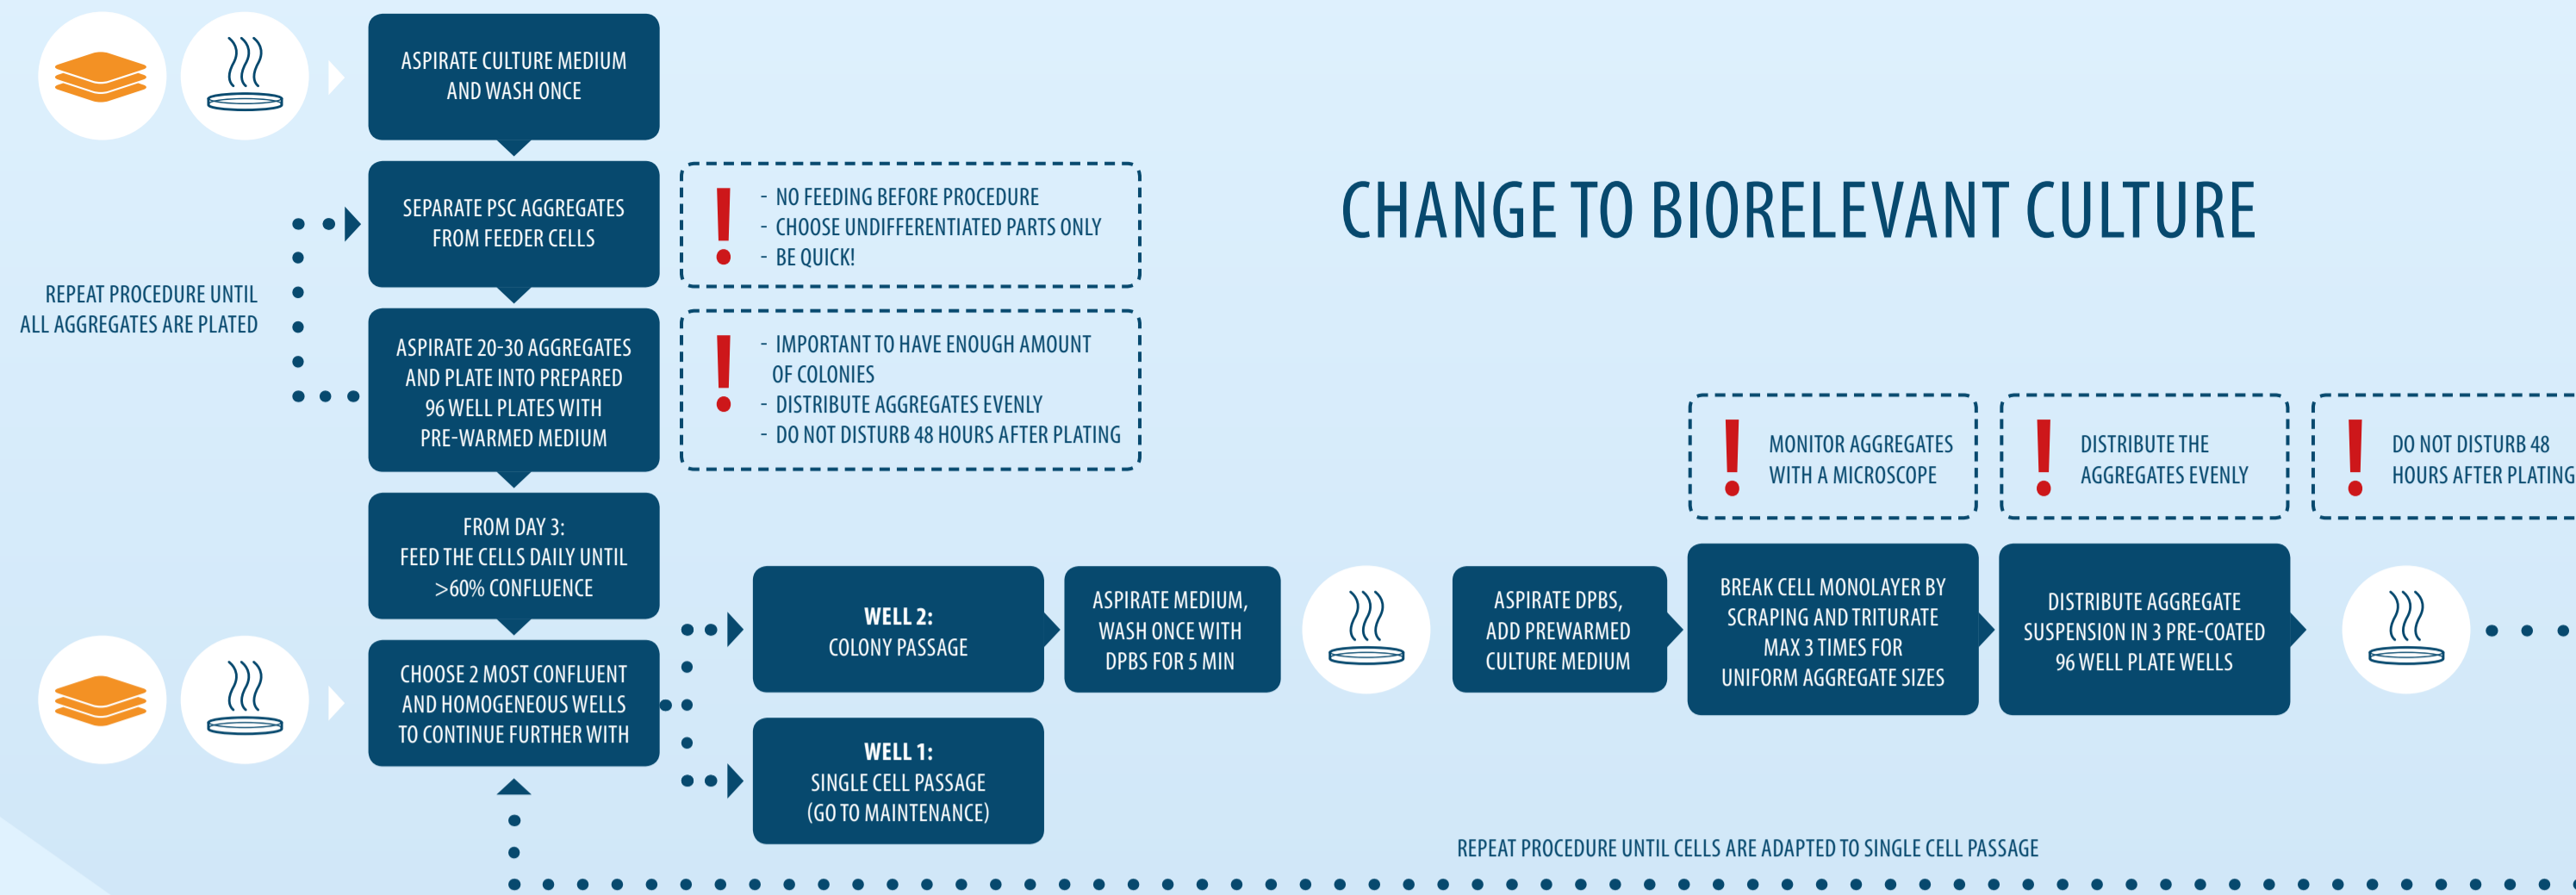 ASPIRATE CULTURE MEDIUM
AND WASH ONCE
CHANGE TO BIORELEVANT CULTURE
SEPARATE PSC AGGREGATES
FROM FEEDER CELLS
- NO FEEDING BEFORE PROCEDURE
- CHOOSE UNDIFFERENTIATED PARTS ONLY
- BE QUICK!
REPEAT PROCEDURE UNTIL
ALL AGGREGATES ARE PLATED
ASPIRATE 20-30 AGGREGATES
AND PLATE INTO PREPARED
96 WELL PLATES WITH
PRE-WARMED MEDIUM
- IMPORTANT TO HAVE ENOUGH AMOUNT
OF COLONIES
- DISTRIBUTE AGGREGATES EVENLY
- DO NOT DISTURB 48 HOURS AFTER PLATING
FROM DAY 3:
FEED THE CELLS DAILY UNTIL
>60% CONFLUENCE
CHOOSE 2 MOST CONFLUENT
AND HOMOGENEOUS WELLS
TO CONTINUE FURTHER WITH
WELL 2:
COLONY PASSAGE
ASPIRATE MEDIUM,
WASH ONCE WITH
DPBS FOR 5 MIN
ASPIRATE DPBS,
ADD PREWARMED
CULTURE MEDIUM
! MONITOR AGGREGATES
WITH A MICROSCOPE
BREAK CELL MONOLAYER BY
SCRAPING AND TRITURATE
MAX 3 TIMES FOR
UNIFORM AGGREGATE SIZES
! DISTRIBUTE THE
AGGREGATES EVENLY
DISTRIBUTE AGGREGATE
SUSPENSION IN 3 PRE-COATED
96 WELL PLATE WELLS
! DO NOT DISTURB 48
HOURS AFTER PLATING
WELL 1:
SINGLE CELL PASSAGE
(GO TO MAINTENANCE)
REPEAT PROCEDURE UNTIL CELLS ARE ADAPTED TO SINGLE CELL PASSAGE